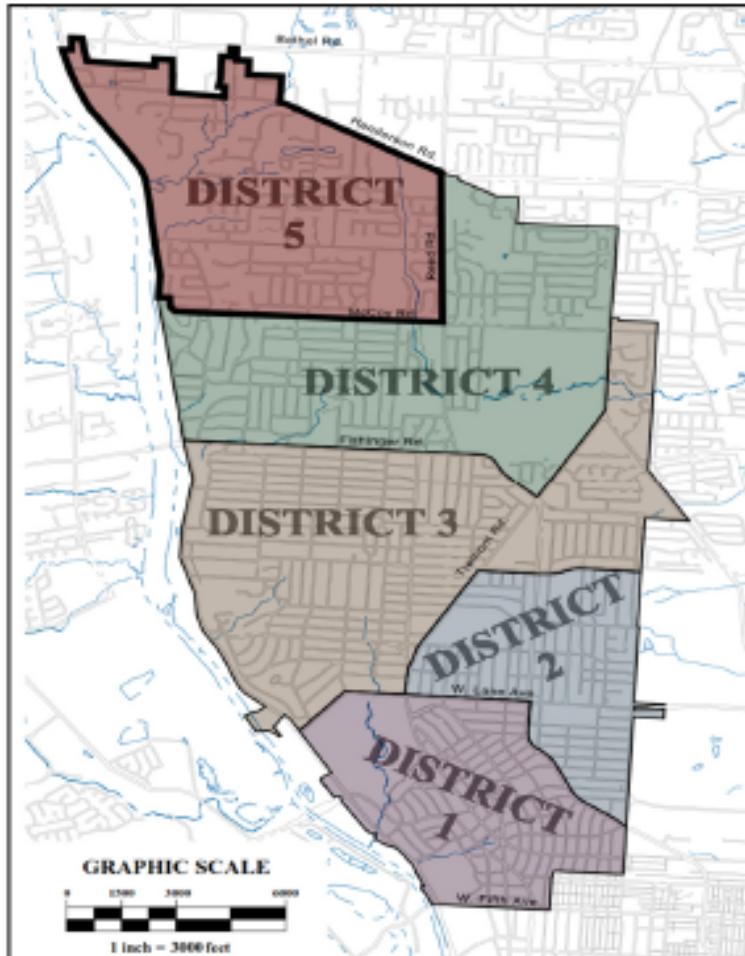 Bethel Rd.
Henderson Rd.
DISTRICT
5
Reed Rd.
McCoy Rd.
DISTRICT 4
Fishinger Rd.
DISTRICT 3
Tremont Rd.
DISTRICT
2
W. Lane Ave
DISTRICT
1
GRAPHIC SCALE
0 1500 3000 6000
W. Fifth Ave
1 inch = 3000 feet